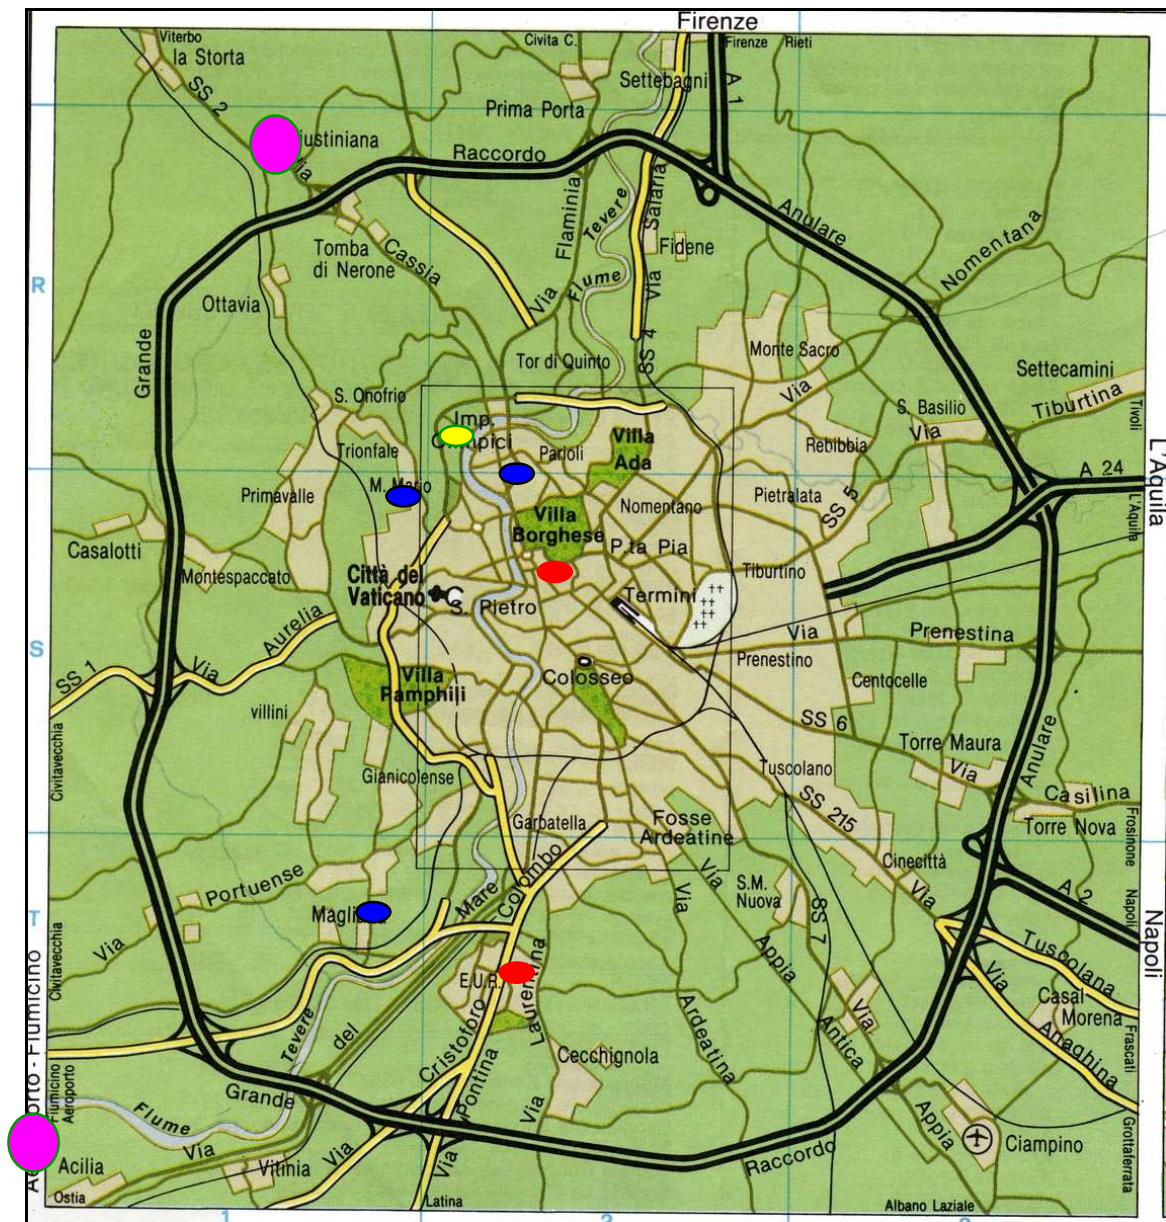 Firenze
Viterbo
la Storta
Civita C.
Firenze
Rieti
SS 2
Settebagni
A 1
Prima Porta
iustiniana
Via
Raccordo
Anulare
Flaminia
Tevere
Salaria
Tomba
di Nerone
Cassia
Fidene
Nomentana
Fiume
Via
Via
R
Ottavia
Grande
Tor di Quinto
SS 4
Monte Sacro
Settecamini
Via
Tiburtina
Tivoli
S. Onofrio
Imp.
S. Basilio
Via
Villa
Ada
Parioli
Trionfale
Rebibbia
L'Aquila
A 24
M. Mario
Primavalle
Nomentano
Pietralata
SS 5
L'Aquila
Villa
Borghese
P.ta Pia
Casalotti
Montespaccato
Città del
Vaticano
S. Pietro
Termini
Tiburtino
Aurelia
Via
Prenestina
S
SS 1
Via
Villa
Pamphili
Colosseo
Prenestino
Centocelle
villini
SS 6
Torre Maura
Via
Anulare
Civitavecchia
Gianicolense
Tuscolano
Casilina
SS 215
Torre Nova
Garbatella
Fosse
Ardeatine
Frosinone
Cinecittà
Portuense
Mare
Colombo
Via
Via
S.M.
Nuova
Via
A 2
Napoli
Napoli
T
Via
SS 7
Civitavecchia
E.U.R.
Laurentina
Appia
Via
Tuscolana
Casal
Morena
Tevere
del
Cristoforo
Pontina
Cecchignola
Ardeatina
Antica
Via
Anaghina
Frascati
Fiumicino
Fiumicino
Aeroporto
Grande
Fiume
Via
Via
Via
Via
Raccordo
Appia
Ciampino
Grottaferrata
Acilia
Vitinia
Ostia
Latina
Albano Laziale
1
2